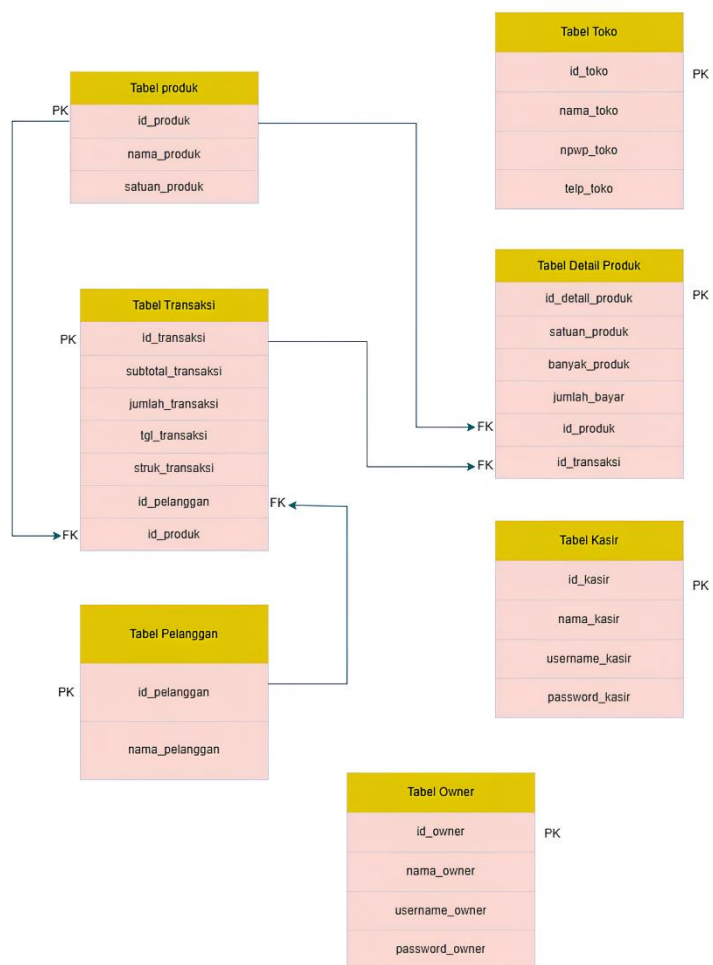 Tabel produk
PK
id_produk
nama_produk
satuan_produk
Tabel Toko
id_toko
PK
nama_toko
npwp_toko
telp_toko
Tabel Transaksi
PK
id_transaksi
subtotal_transaksi
jumlah_transaksi
tgl_transaksi
struk_transaksi
id_pelanggan
FK
FK
id_produk
Tabel Detail Produk
id_detail_produk
PK
satuan_produk
banyak_produk
jumlah_bayar
FK
id_produk
FK
id_transaksi
Tabel Pelanggan
PK
id_pelanggan
nama_pelanggan
Tabel Kasir
id_kasir
PK
nama_kasir
username_kasir
password_kasir
Tabel Owner
id_owner
PK
nama_owner
username_owner
password_owner